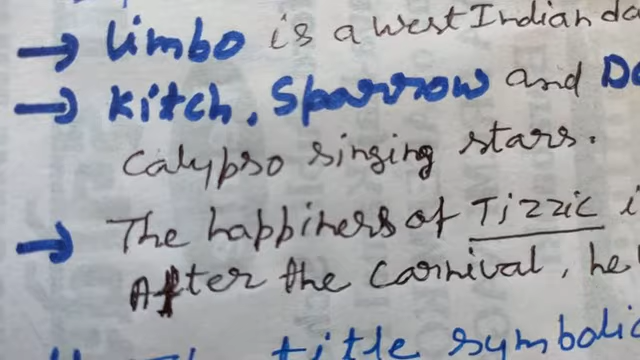 → Limbo is a West Indian da
→ Kitch, Sparrow and D
Calypso singing stars.
→ The happiners of Tizzic i
After the Carnival, he
title symbolic